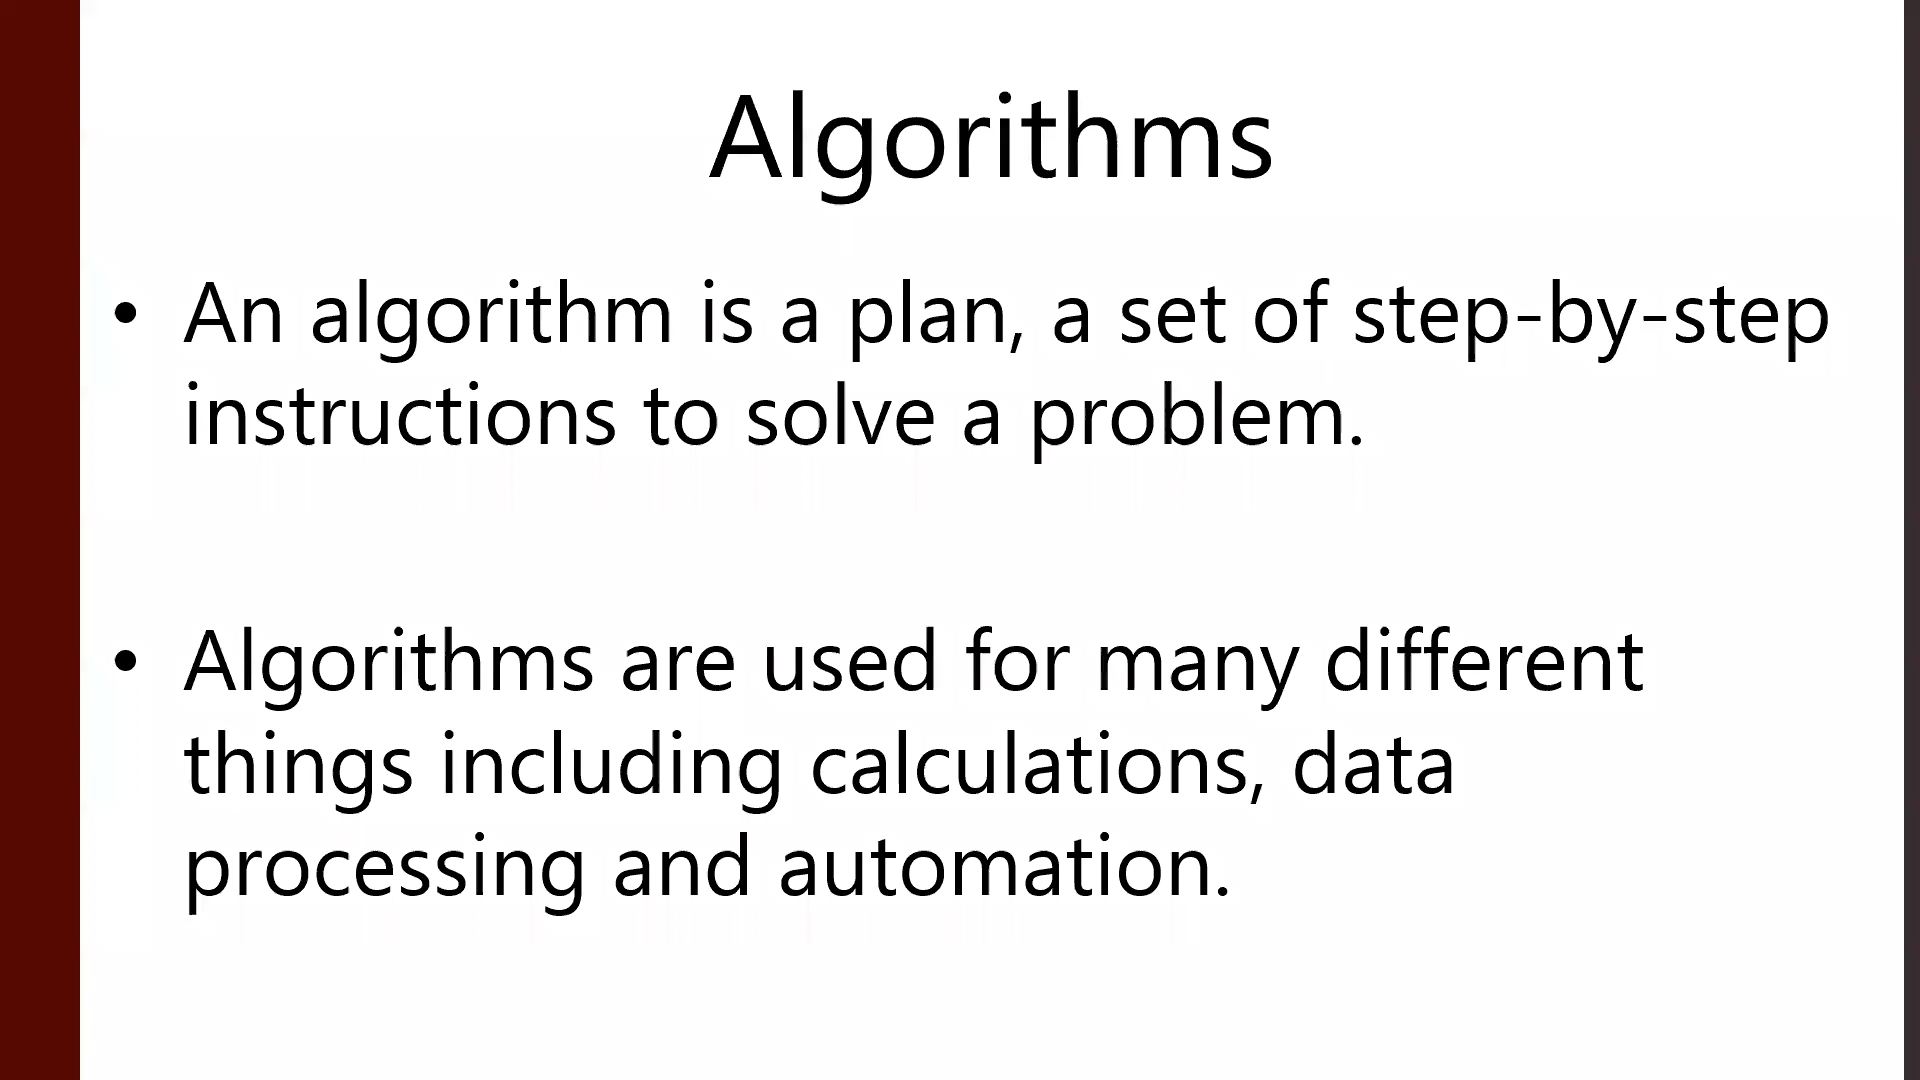 Algorithms
• An algorithm is a plan, a set of step-by-step
instructions to solve a problem.
• Algorithms are used for many different
things including calculations, data
processing and automation.